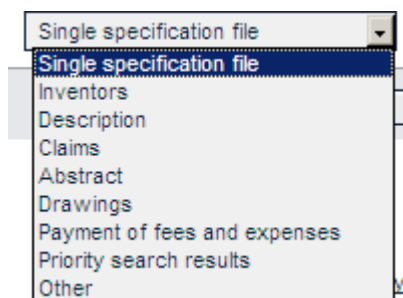 Single specification file
Single specification file
Inventors
Description
Claims
Abstract
Drawings
Payment of fees and expenses
Priority search results
Other